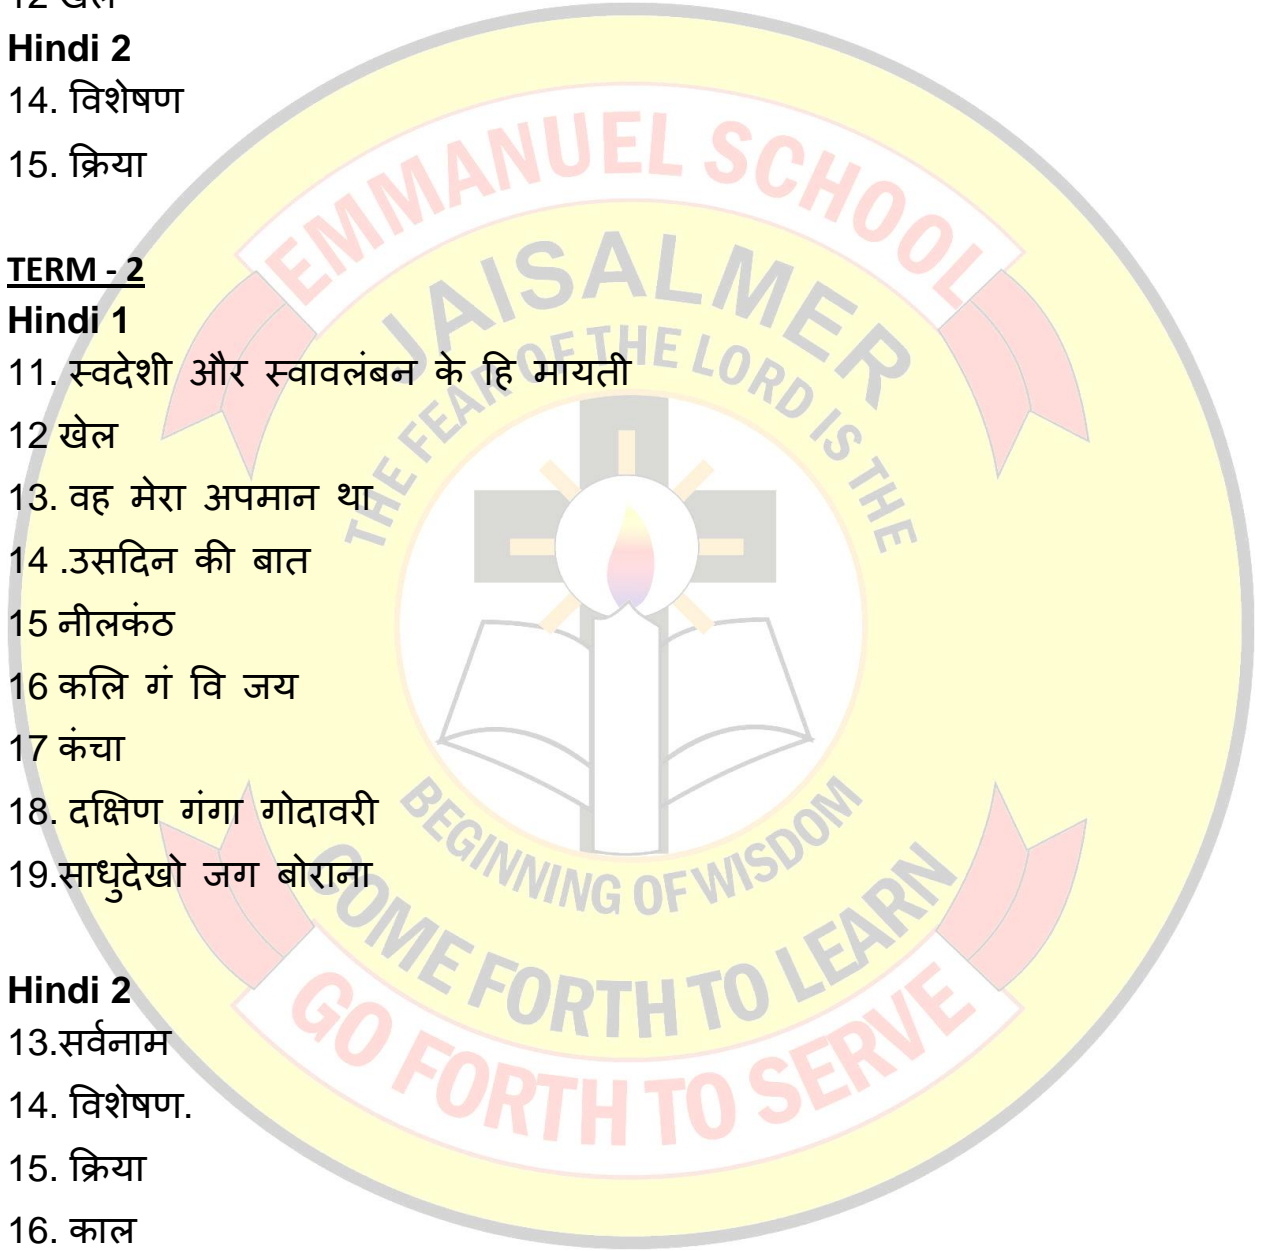 12 खेल
Hindi 2
14. विशेषण
15. क्रिया
TERM - 2
Hindi 1
11. स्वदेशी और स्वावलंबन के हि मायती
12 खेल
13. वह मेरा अपमान था
14 .उसदिन की बात
15 नीलकंठ
16 कलि गं वि जय
17 कंचा
18. दक्षिण गंगा गोदावरी
19.साधुदेखो जग बोराना
Hindi 2
13.सर्वनाम
14. विशेषण.
15. क्रिया
16. काल
EMMANUEL SCHOOL
JAISALMER
THE FEAR OF THE LORD IS THE
BEGINNING OF WISDOM
COME FORTH TO LEARN
GO FORTH TO SERVE